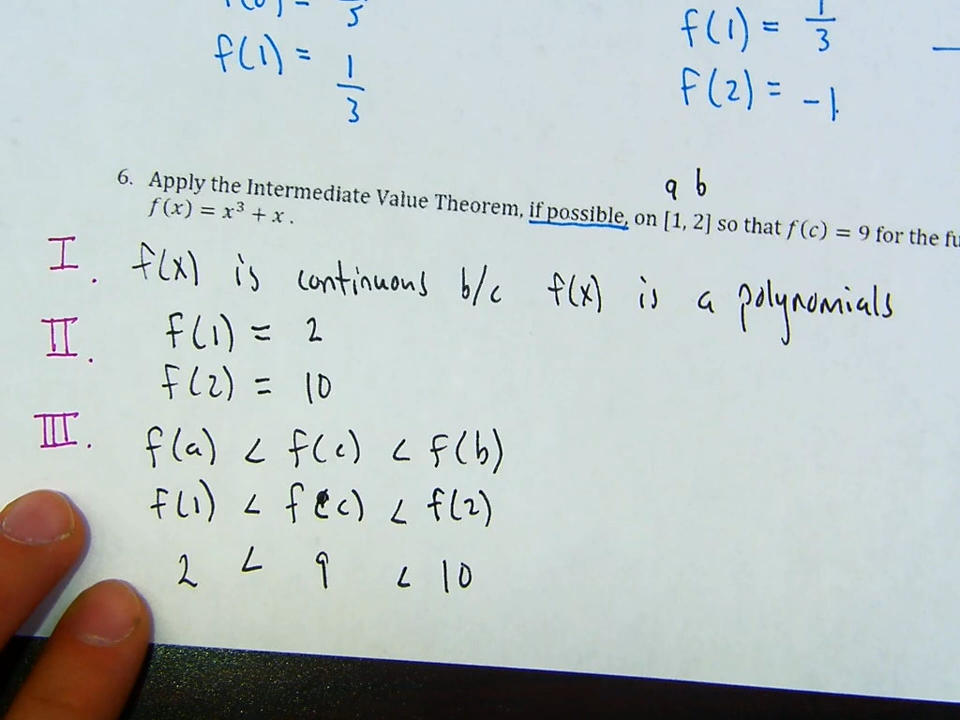 f(1) = 1/3
f(1) = 1/3
f(2) = -1
a b
6. Apply the Intermediate Value Theorem, if possible, on [1, 2] so that f(c) = 9 for the
f(x) = x³ + x.
I. f(x) is continuous b/c f(x) is a polynomials
II. f(1) = 2
f(2) = 10
III. f(a) < f(c) < f(b)
f(1) < f(c) < f(2)
2 < 9 < 10